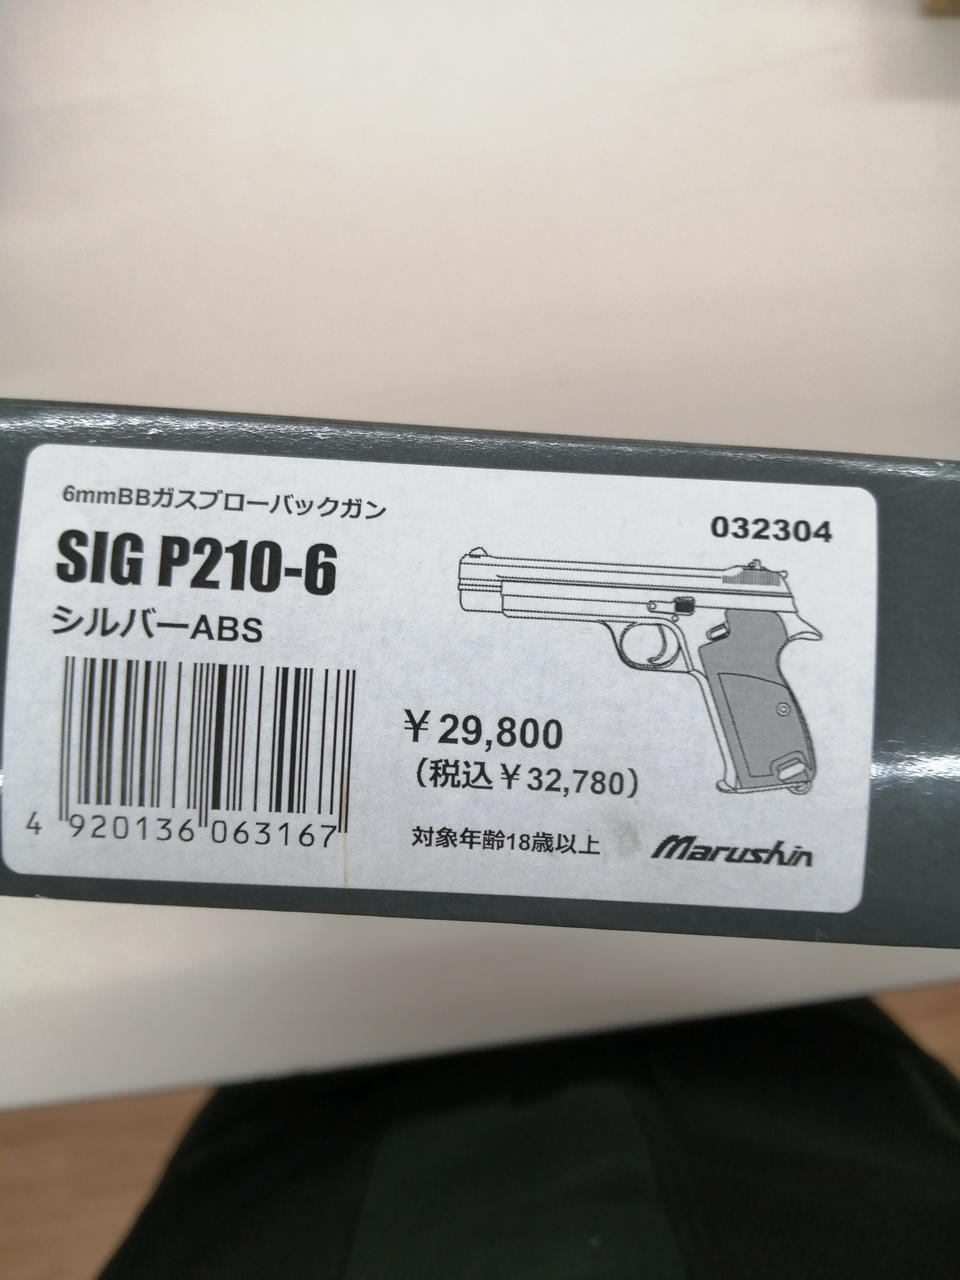 6mmBBガスブローバックガン
SIG P210-6
シルバーABS
032304
4 920136 063167
¥29,800
(税込¥32,780)
対象年齢18歳以上
Marushin